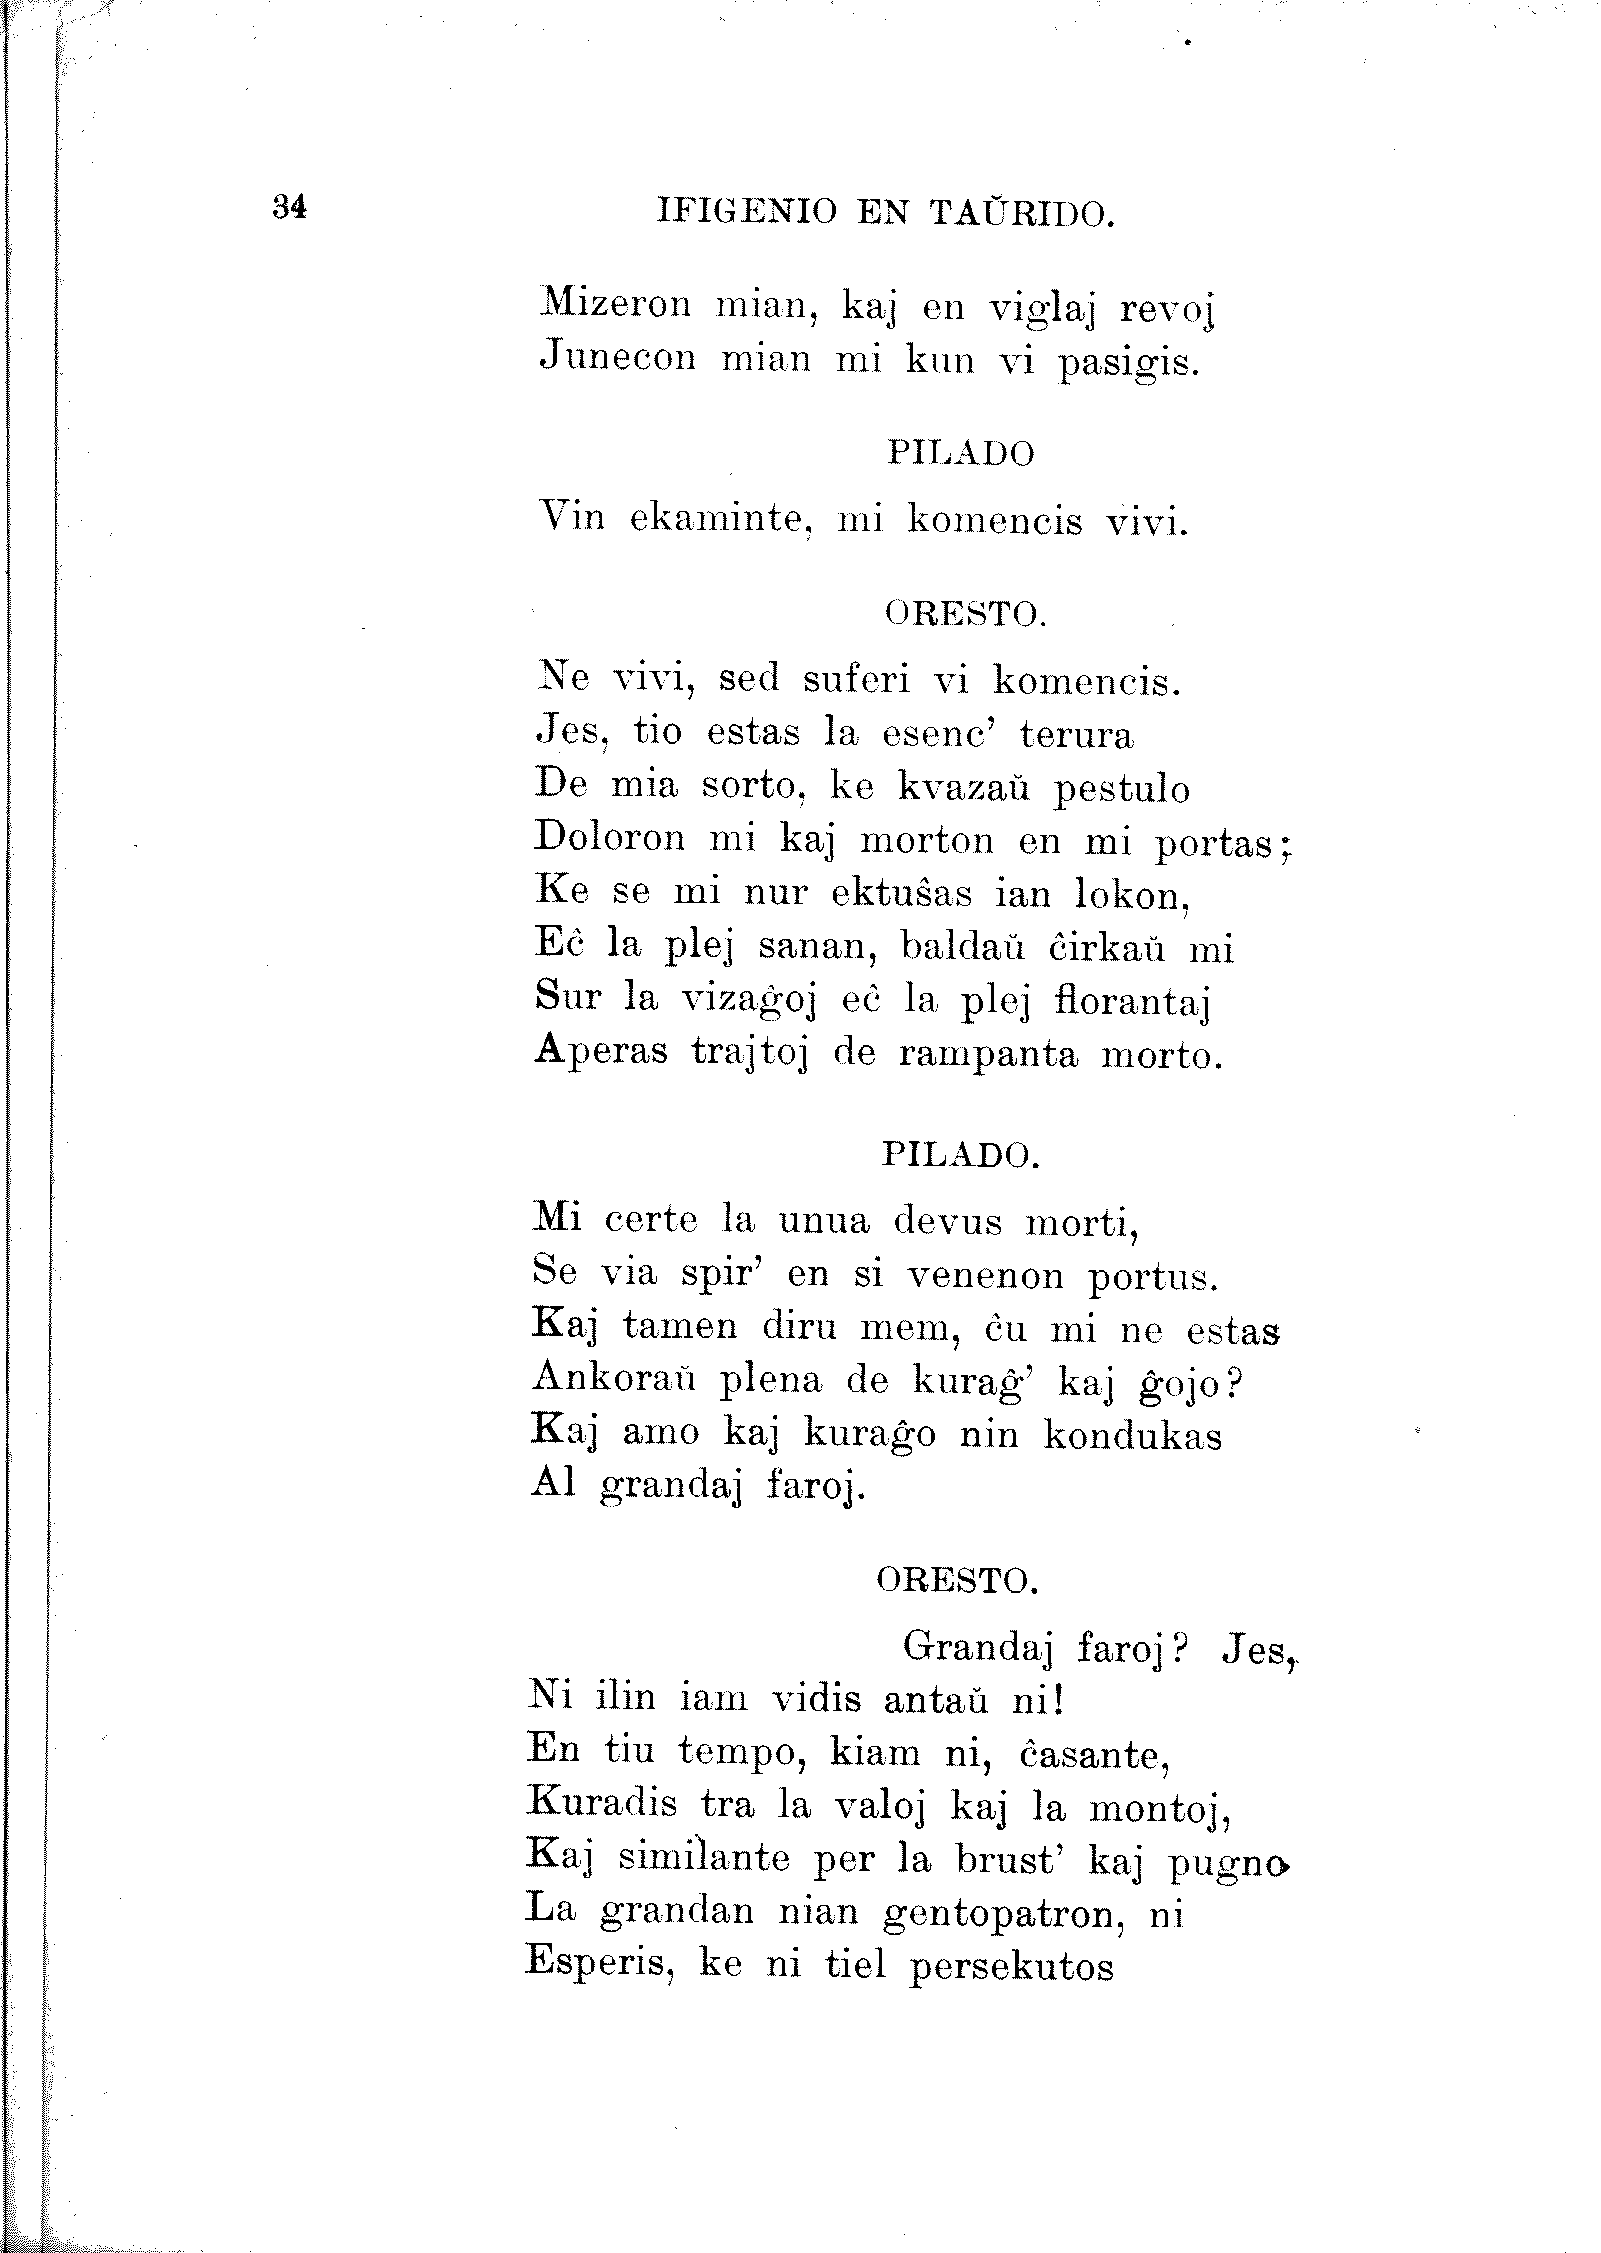 34
IFIGENIO EN TAŬRIDO.
Mizeron mian, kaj en viglaj revoj
Junecon mian mi kun vi pasigis.
PILADO
Vin ekaminte, mi komencis vivi.
ORESTO.
Ne vivi, sed suferi vi komencis.
Jes, tio estas la esenc’ terura
De mia sorto, ke kvazaŭ pestulo
Doloron mi kaj morton en mi portas;
Ke se mi nur ektuŝas ian lokon,
Eĉ la plej sanan, baldaŭ ĉirkaŭ mi
Sur la vizaĝoj eĉ la plej florantaj
Aperas trajtoj de rampanta morto.
PILADO.
Mi certe la unua devus morti,
Se via spir’ en si venenon portus.
Kaj tamen diru mem, ĉu mi ne estas
Ankoraŭ plena de kuraĝ’ kaj ĝojo?
Kaj amo kaj kuraĝo nin kondukas
Al grandaj faroj.
ORESTO.
Grandaj faroj? Jes,
Ni ilin iam vidis antaŭ ni!
En tiu tempo, kiam ni, ĉasante,
Kuradis tra la valoj kaj la montoj,
Kaj similante per la brust’ kaj pugno
La grandan nian gentopatron, ni
Esperis, ke ni tiel persekutos